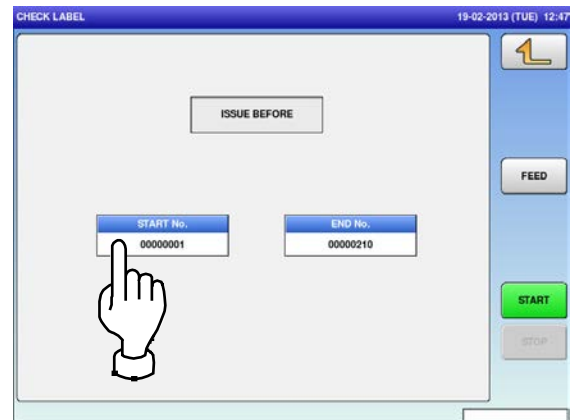 CHECK LABEL 19-02-2013 (TUE) 12:47
ISSUE BEFORE
FEED
START No. END No.
00000001 00000210
START
STOP